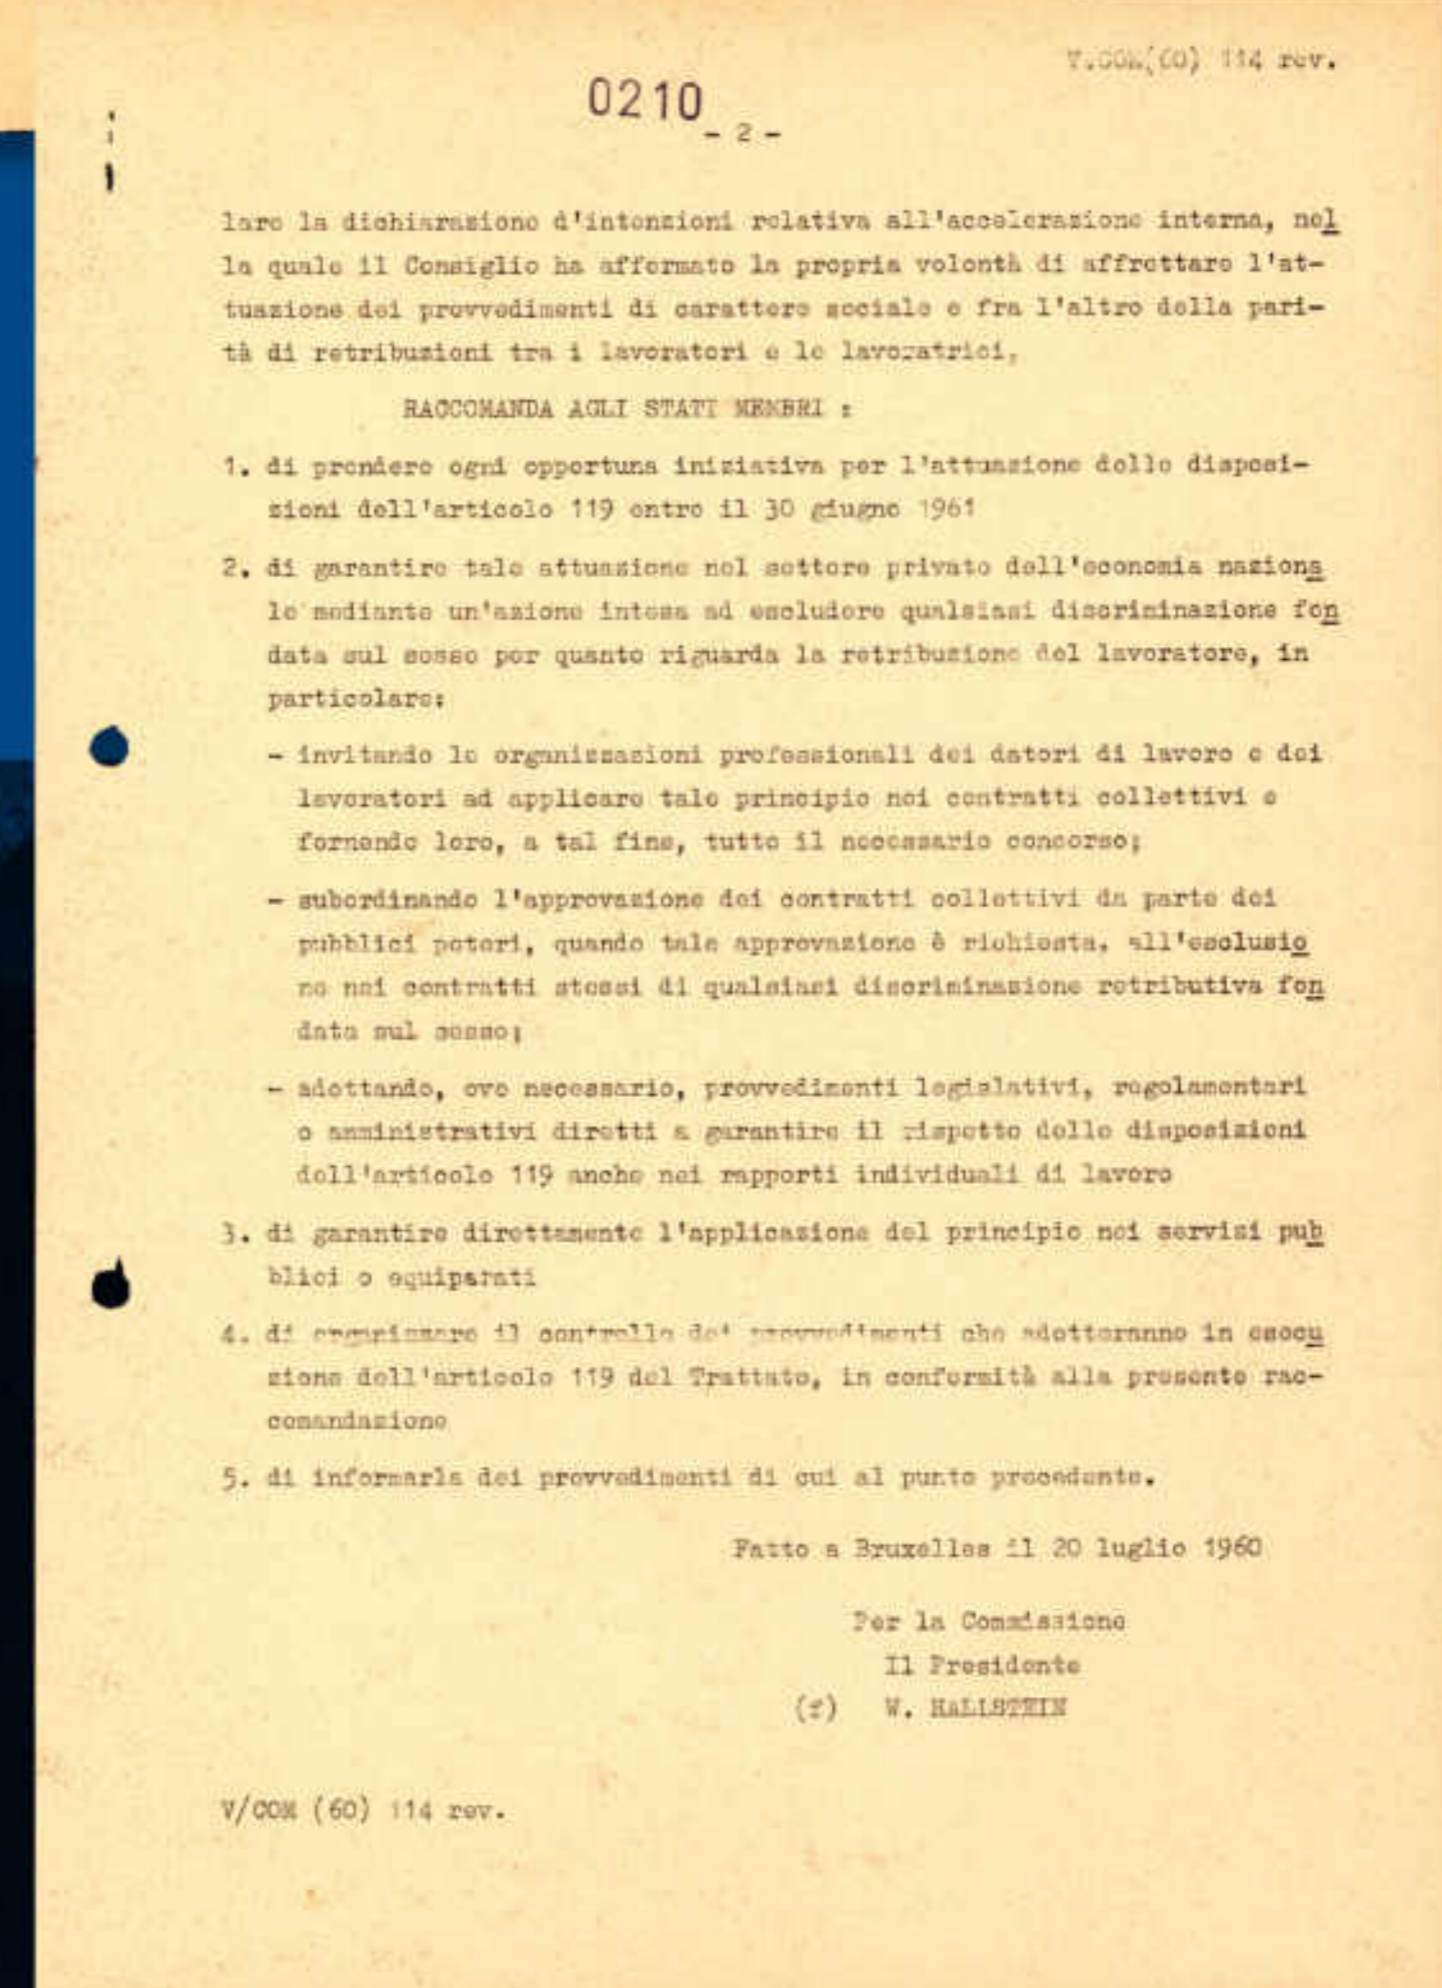 V.COM(60) 114 rev.
0210
- 2 -
lare la dichiarazione d'intenzioni relativa all'accelerazione interna, nel
la quale il Consiglio ha affermato la propria volontà di affrettare l'at-
tuazione dei provvedimenti di carattere sociale e fra l'altro della pari-
tà di retribuzioni tra i lavoratori e le lavoratrici,
RACCOMANDA AGLI STATI MEMBRI :
1. di prendere ogni opportuna iniziativa per l'attuazione delle disposi-
zioni dell'articolo 119 entro il 30 giugno 1961
2. di garantire tale attuazione nel settore privato dell'economia naziona
le mediante un'azione intesa ad escludere qualsiasi discriminazione fon
data sul sesso per quanto riguarda la retribuzione del lavoratore, in
particolare:
- invitando le organizzazioni professionali dei datori di lavoro e dei
lavoratori ad applicare tale principio nei contratti collettivi e
fornendo loro, a tal fine, tutto il necessario concorso;
- subordinando l'approvazione dei contratti collettivi da parte dei
pubblici poteri, quando tale approvazione è richiesta, all'esclusio
ne nei contratti stessi di qualsiasi discriminazione retributiva fon
data sul sesso;
- adottando, ove necessario, provvedimenti legislativi, regolamentari
o amministrativi diretti a garantire il rispetto delle disposizioni
dell'articolo 119 anche nei rapporti individuali di lavoro
3. di garantire direttamente l'applicazione del principio nei servizi pub
blici o equiparati
4. di organizzare il controllo dei provvedimenti che adotteranno in esecu
zione dell'articolo 119 del Trattato, in conformità alla presente rac-
comandazione
5. di informarla dei provvedimenti di cui al punto precedente.
Fatto a Bruxelles il 20 luglio 1960
Per la Commissione
Il Presidente
(f) W. HALLSTEIN
V/COM (60) 114 rev.